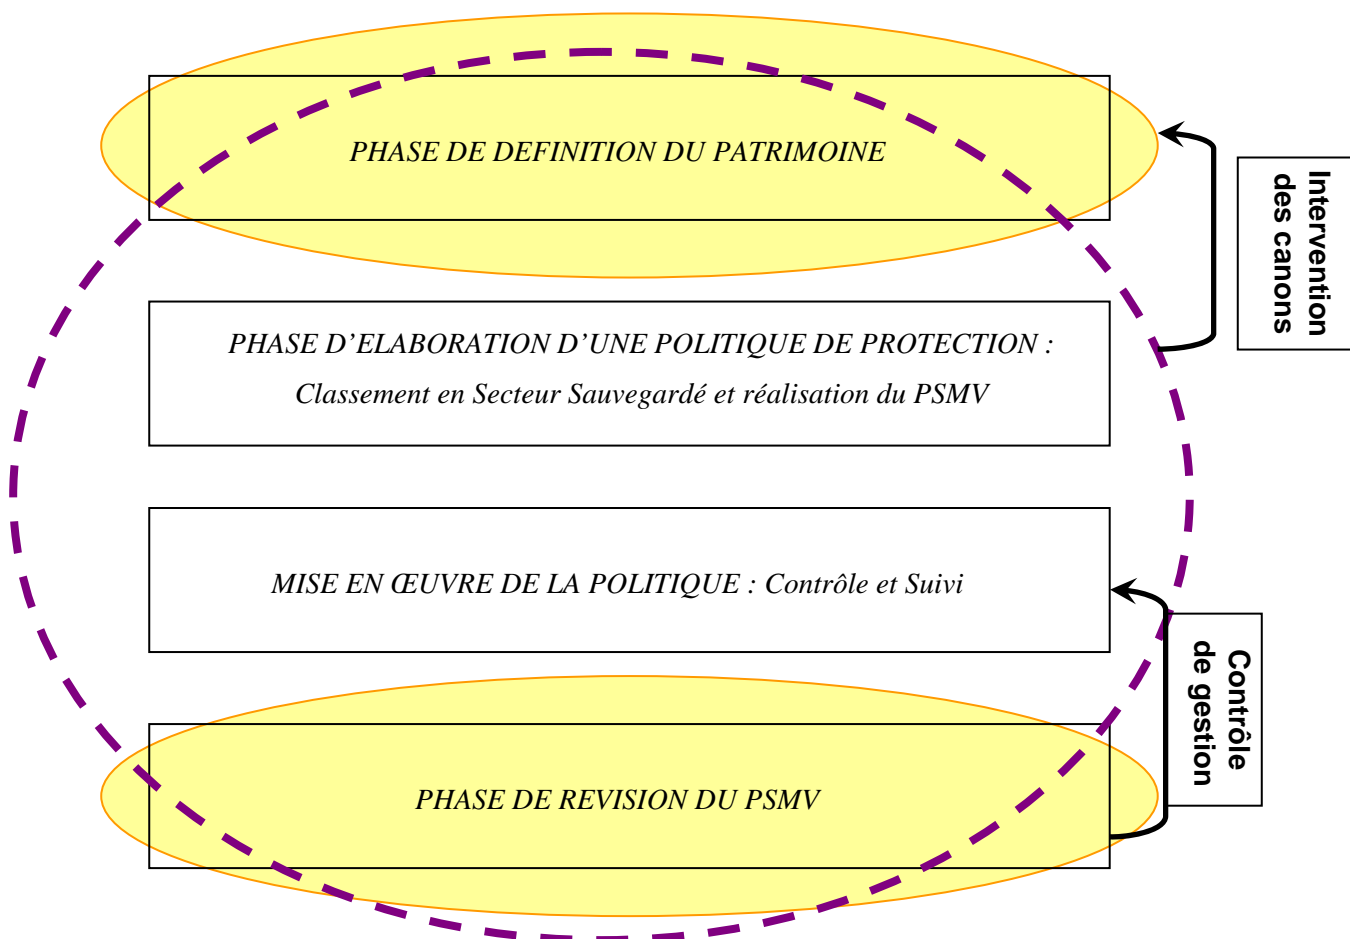 PHASE DE DEFINITION DU PATRIMOINE
Intervention
des canons
PHASE D’ELABORATION D’UNE POLITIQUE DE PROTECTION :
Classement en Secteur Sauvegardé et réalisation du PSMV
MISE EN ŒUVRE DE LA POLITIQUE : Contrôle et Suivi
Contrôle
de gestion
PHASE DE REVISION DU PSMV